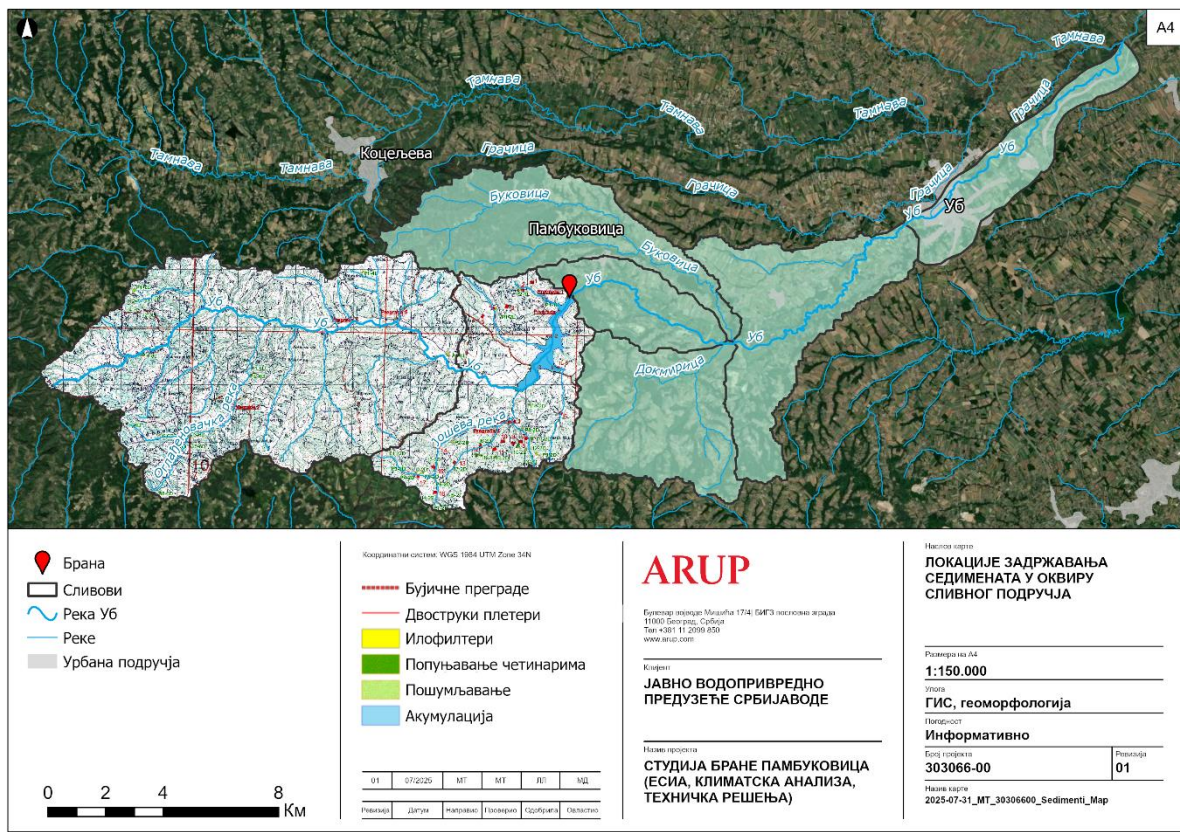 A4
Тамнава
Грачица
Тамнава
Тамнава
Тамнава
Коцељева
Тамнава
Тамнава
Грачица
Уб
Грачица
Грачица
Буковица
Уб
Уб
Памбуковица
Буковица
Уб
Уб
Уб
Докмирица
10
Брана
Сливови
Река Уб
Реке
Урбана подручја
0 2 4 8
Км
Координатни систем: WGS 1984 UTM Zone 34N
Бујичне преграде
Двоструки плетери
Илофилтери
Попуњавање четинарима
Пошумљавање
Акумулација
01 07/2025 МТ МТ ЛЛ МД
Ревизија Датум Направио Проверио Одобрила Овластио
ARUP
Булевар војводе Мишића 17/4| БИГЗ пословна зграда
11000 Београд, Србија
Тел +381 11 2099 850
www.arup.com
Клијент
ЈАВНО ВОДОПРИВРЕДНО
ПРЕДУЗЕЋЕ СРБИЈАВОДЕ
Назив пројекта
СТУДИЈА БРАНЕ ПАМБУКОВИЦА
(ЕСИА, КЛИМАТСКА АНАЛИЗА,
ТЕХНИЧКА РЕШЕЊА)
Наслов карте
ЛОКАЦИЈЕ ЗАДРЖАВАЊА
СЕДИМЕНАТА У ОКВИРУ
СЛИВНОГ ПОДРУЧЈА
Размера на А4
1:150.000
Улога
ГИС, геоморфологија
Погодност
Информативно
Број пројекта
303066-00
Ревизија
01
Назив карте
2025-07-31_MT_30306600_Sedimenti_Map